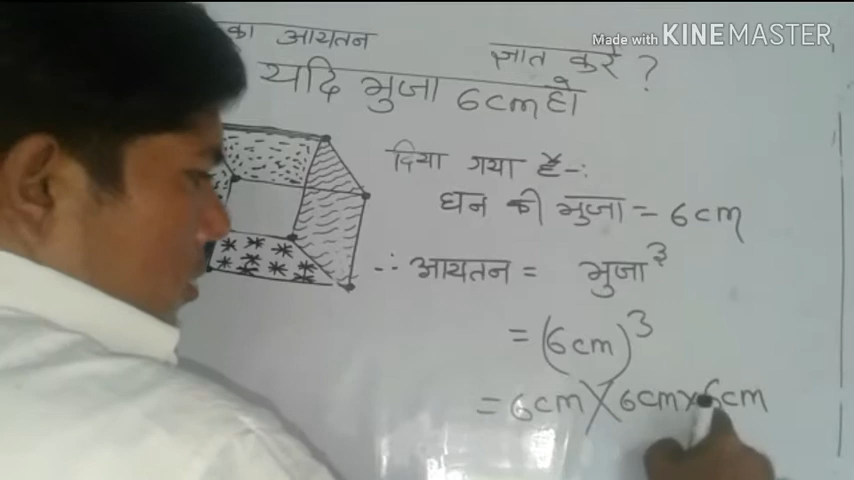 का आयतन ज्ञात करें ?
Made with KINEMASTER
यदि भुजा 6cm हो
दिया गया है-:
घन की भुजा = 6cm
∴ आयतन = भुजा³
= (6cm)³
= 6cm X 6cm x 6cm